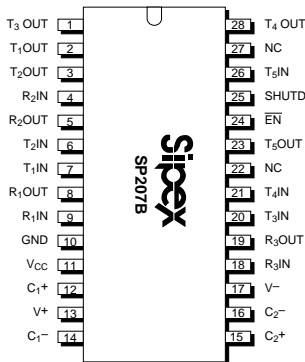 T3 OUT 1 28 T4 OUT
T1OUT 2 27 NC
T2OUT 3 26 T5IN
R2IN 4 25 SHUTD
R2OUT 5 24 E̅N̅
T2IN 6 23 T5OUT
T1IN 7 22 NC
R1OUT 8 21 T4IN
R1IN 9 20 T3IN
GND 10 19 R3OUT
VCC 11 18 R3IN
C1+ 12 17 V–
V+ 13 16 C2–
C1– 14 15 C2+
Sipex
SP207B